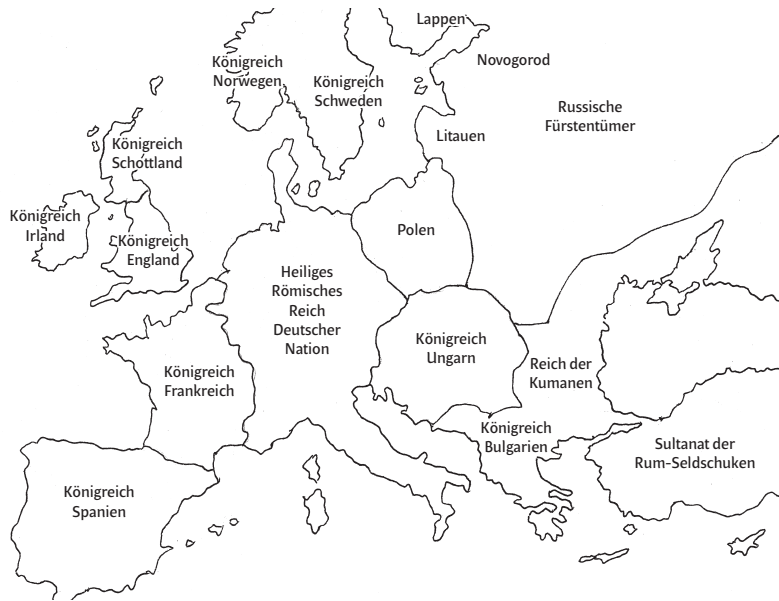 Lappen
Novogorod
Königreich
Norwegen
Königreich
Schweden
Russische
Fürstentümer
Litauen
Königreich
Schottland
Königreich
Irland
Königreich
England
Polen
Heiliges
Römisches
Reich
Deutscher
Nation
Königreich
Ungarn
Königreich
Frankreich
Reich der
Kumanen
Königreich
Bulgarien
Sultanat der
Rum-Seldschuken
Königreich
Spanien